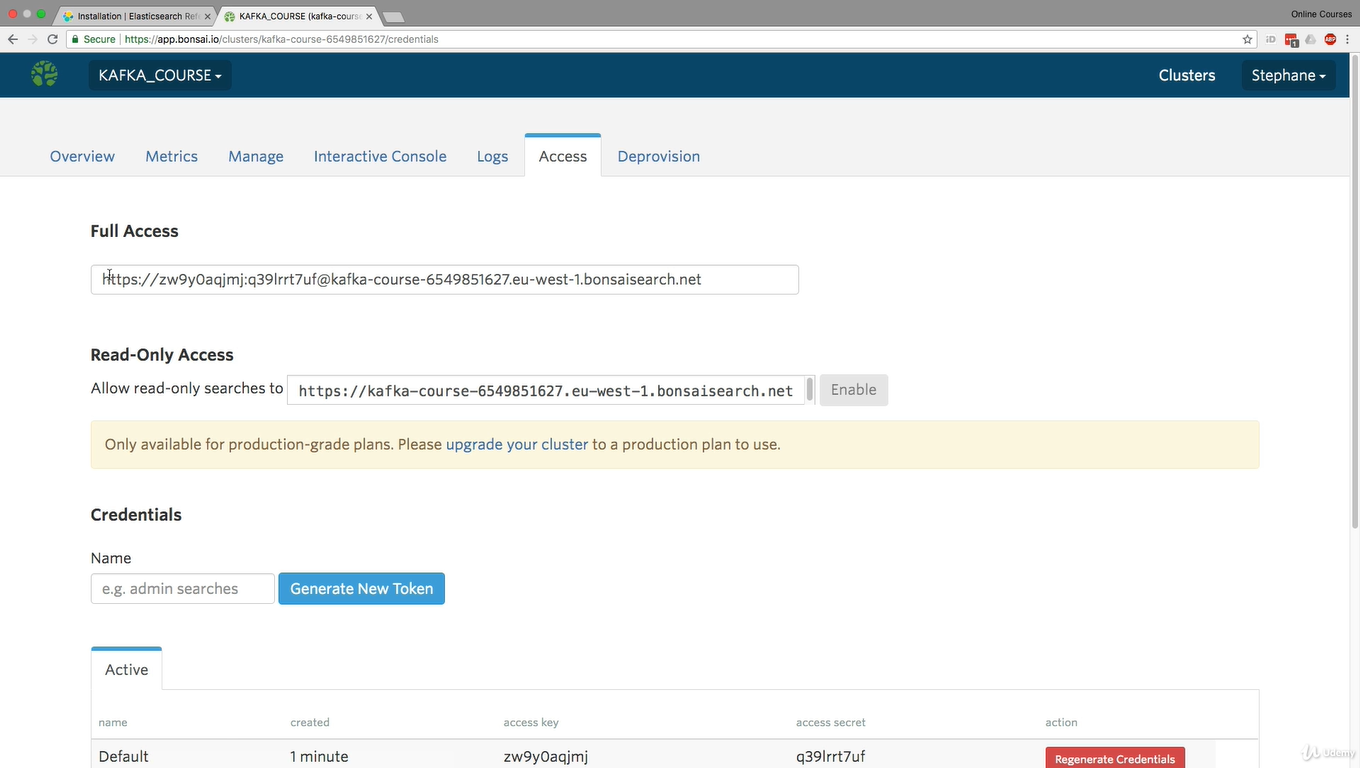 Installation | Elasticsearch Refe
KAFKA_COURSE (kafka-course
Online Courses
Secure | https://app.bonsai.io/clusters/kafka-course-6549851627/credentials
iD
1
ABP
KAFKA_COURSE
Clusters
Stephane
Overview
Metrics
Manage
Interactive Console
Logs
Access
Deprovision
Full Access
https://zw9y0aqjmj:q39lrrt7uf@kafka-course-6549851627.eu-west-1.bonsaisearch.net
Read-Only Access
Allow read-only searches to https://kafka-course-6549851627.eu-west-1.bonsaisearch.net Enable
Only available for production-grade plans. Please upgrade your cluster to a production plan to use.
Credentials
Name
e.g. admin searches Generate New Token
Active
name created access key access secret action
Default 1 minute zw9y0aqjmj q39lrrt7uf Regenerate Credentials
Udemy